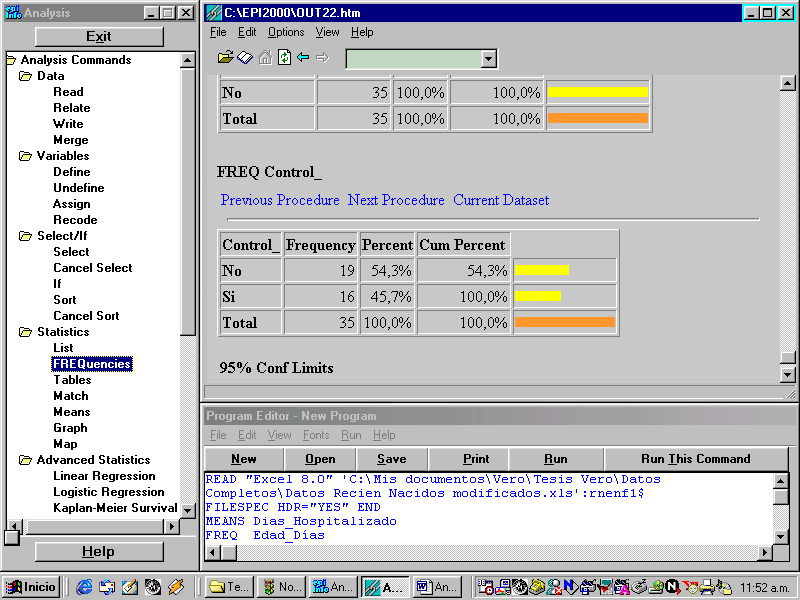 Analysis
Exit
Analysis Commands
Data
Read
Relate
Write
Merge
Variables
Define
Undefine
Assign
Recode
Select/If
Select
Cancel Select
If
Sort
Cancel Sort
Statistics
List
FREQuencies
Tables
Match
Means
Graph
Map
Advanced Statistics
Linear Regression
Logistic Regression
Kaplan-Meier Survival
Help
C:\EPI2000\OUT22.htm
File Edit Options View Help
No 35 100,0% 100,0%
Total 35 100,0% 100,0%
FREQ Control_
Previous Procedure Next Procedure Current Dataset
Control_ Frequency Percent Cum Percent
No 19 54,3% 54,3%
Si 16 45,7% 100,0%
Total 35 100,0% 100,0%
95% Conf Limits
Program Editor - New Program
File Edit View Fonts Run Help
New Open Save Print Run Run This Command
READ "Excel 8.0" 'C:\Mis documentos\Vero\Tesis Vero\Datos
Completos\Datos Recien Nacidos modificados.xls':rnenf1$
FILESPEC HDR="YES" END
MEANS Dias_Hospitalizado
FREQ Edad_Días
Inicio Te... No... An... A... An... 11:52 a.m.